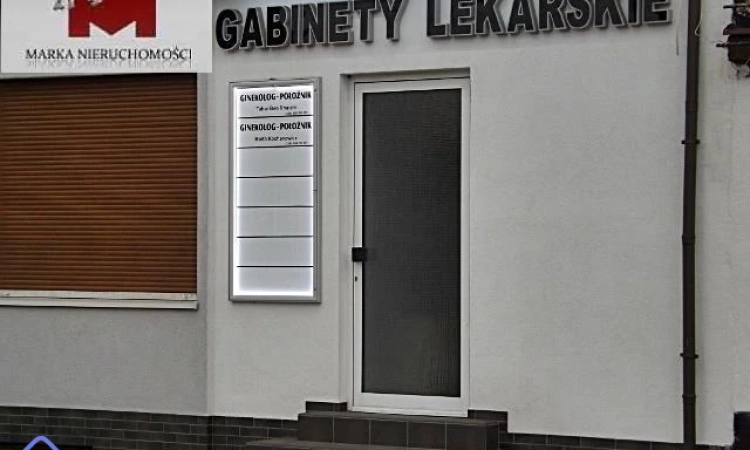 MARKA NIERUCHOMOŚCI
GABINETY LEKARSKIE
GINEKOLOG-POŁOŻNIK
GINEKOLOG-POŁOŻNIK